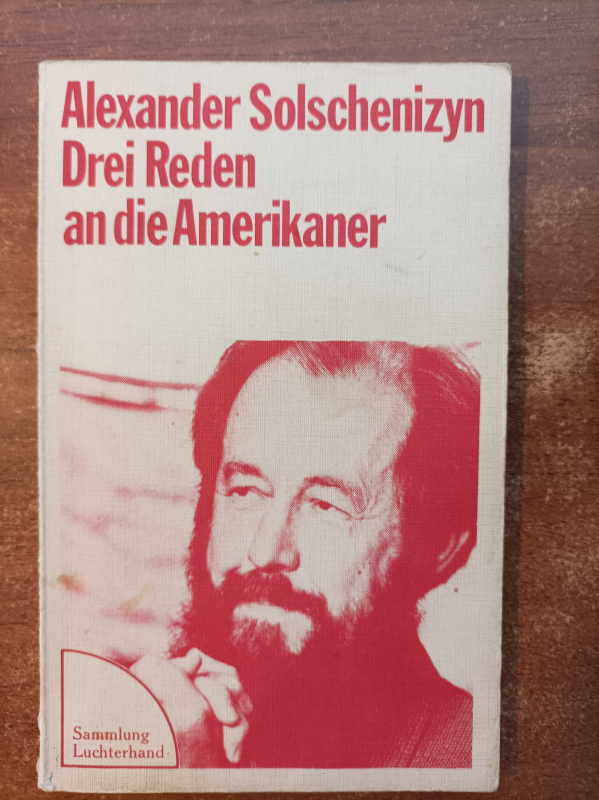 Alexander Solschenizyn
Drei Reden
an die Amerikaner
Sammlung
Luchterhand